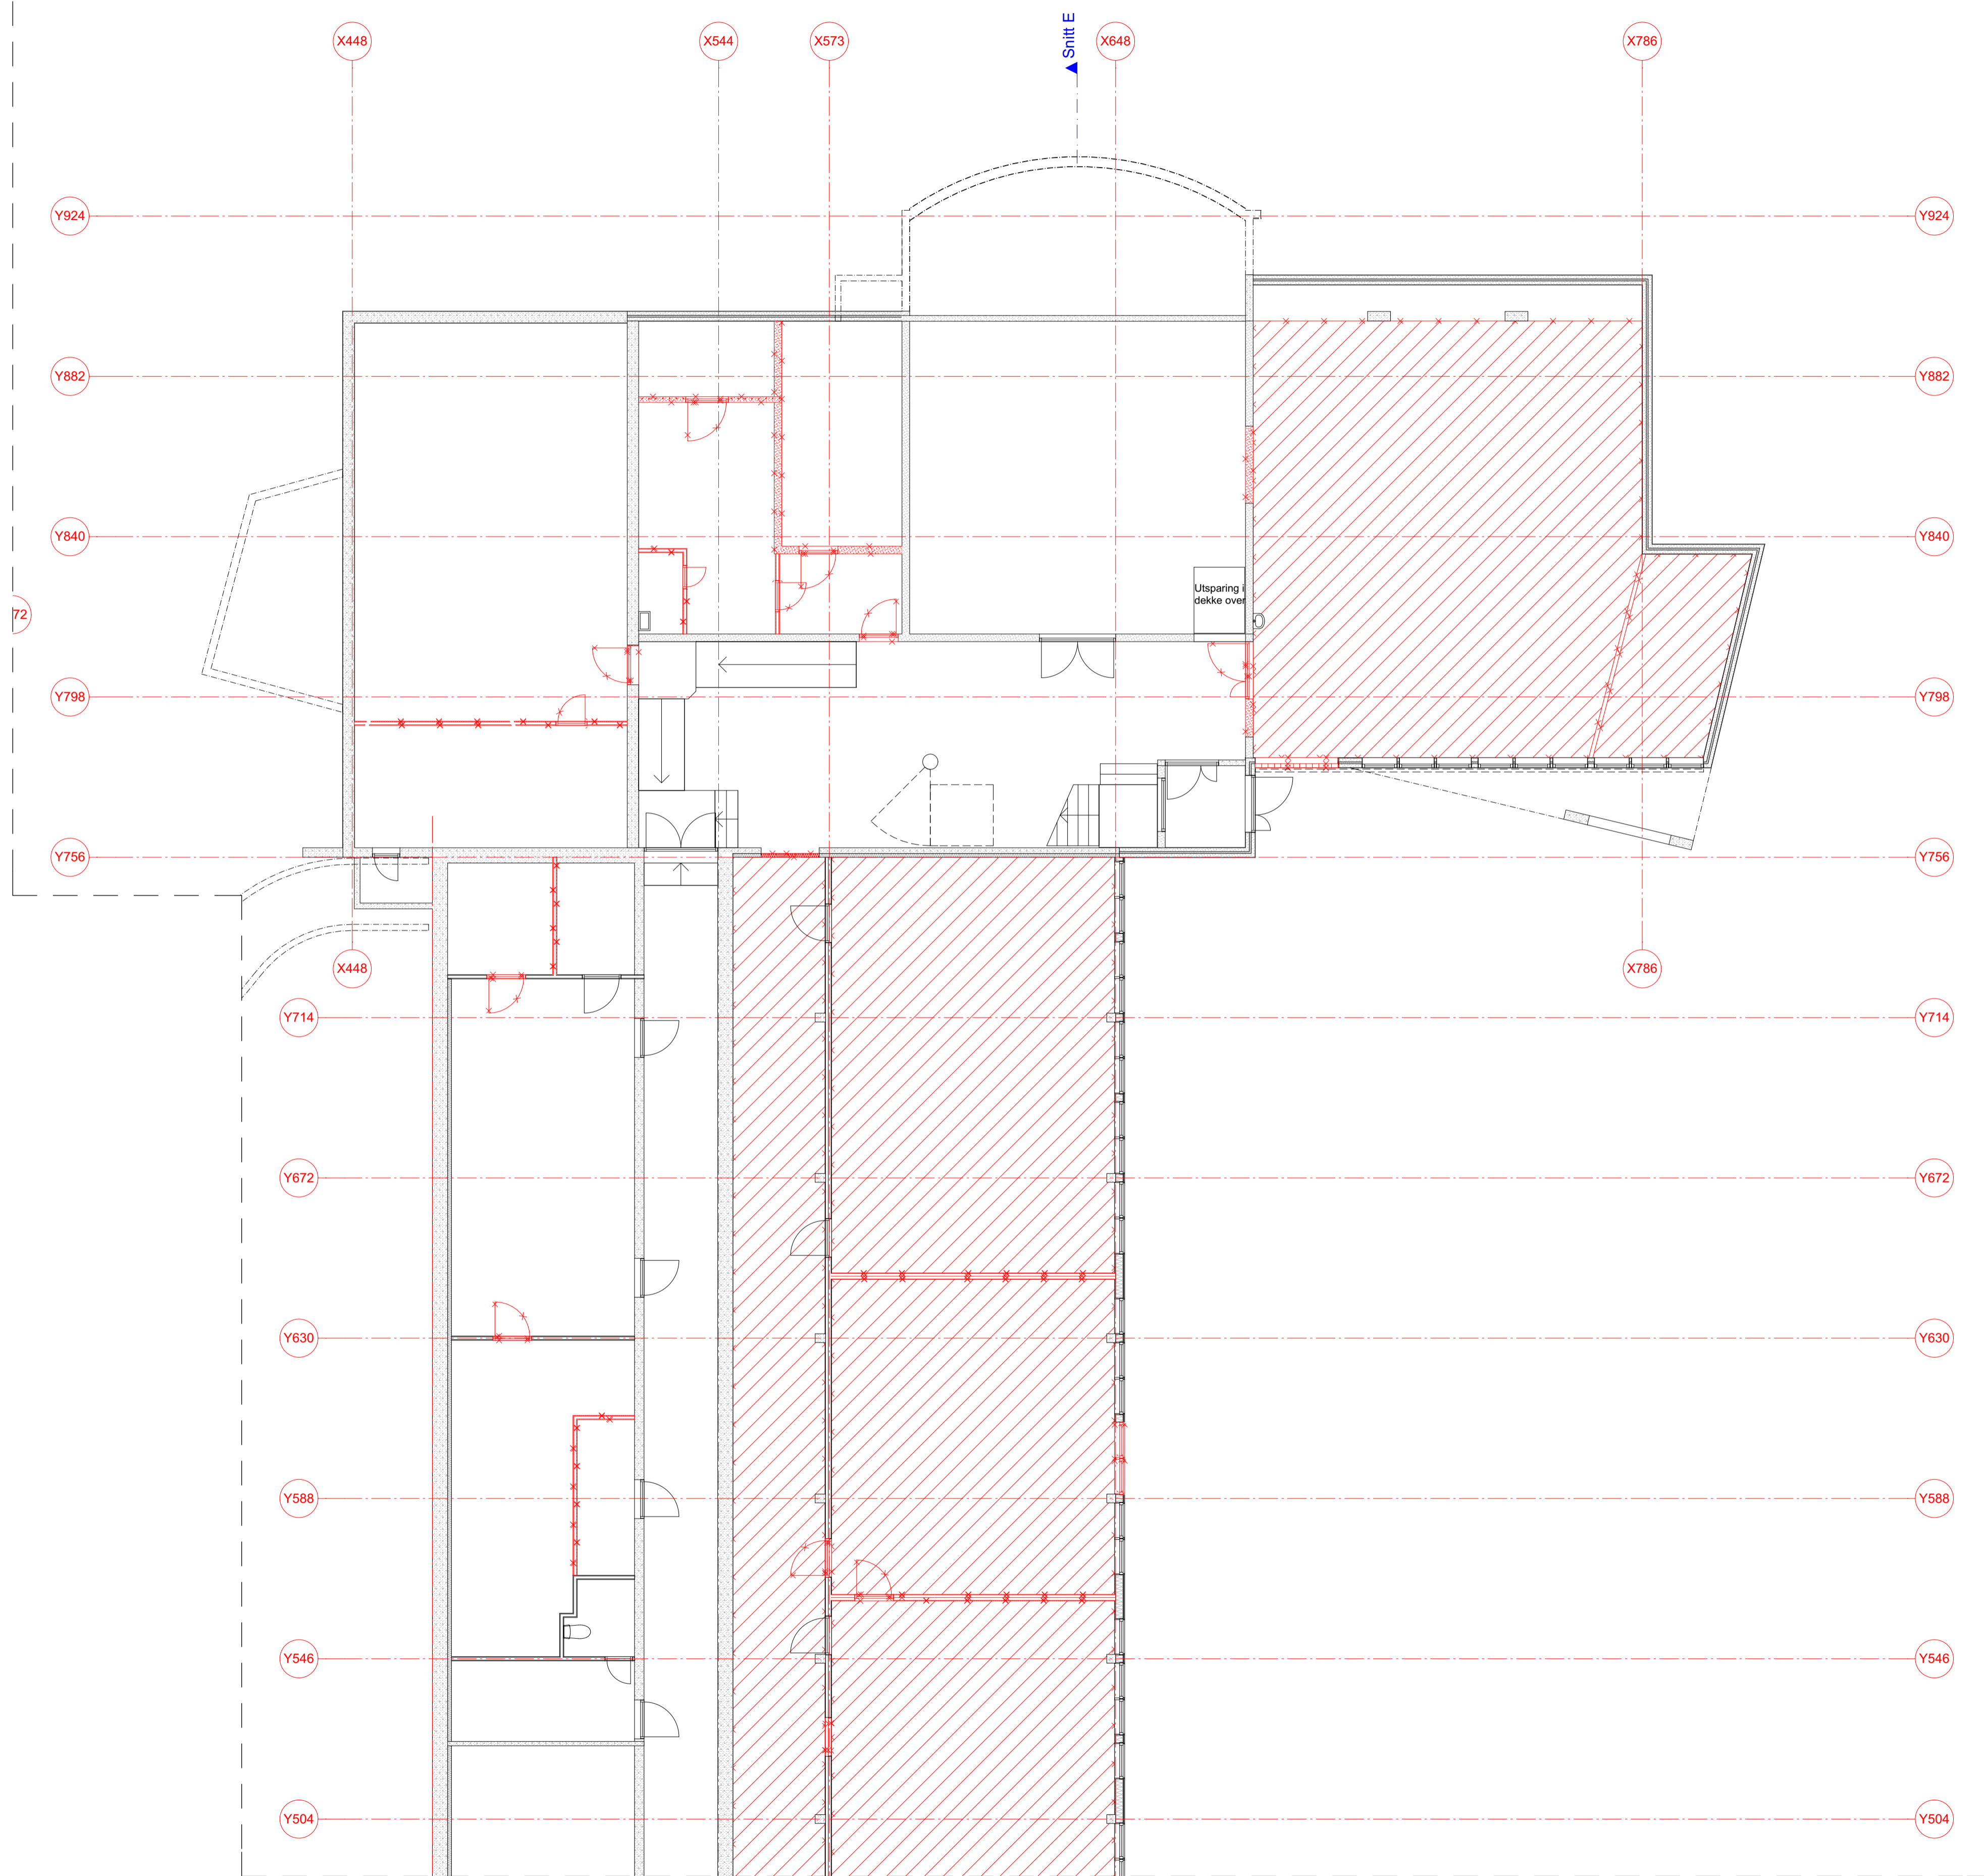 Snitt E
X448
X544
X573
X648
X786
Y924
Y924
Y882
Y882
Y840
Y840
Utsparing i
dekke over
72
Y798
Y798
Y756
Y756
X448
X786
Y714
Y714
Y672
Y672
Y630
Y630
Y588
Y588
Y546
Y546
Y504
Y504